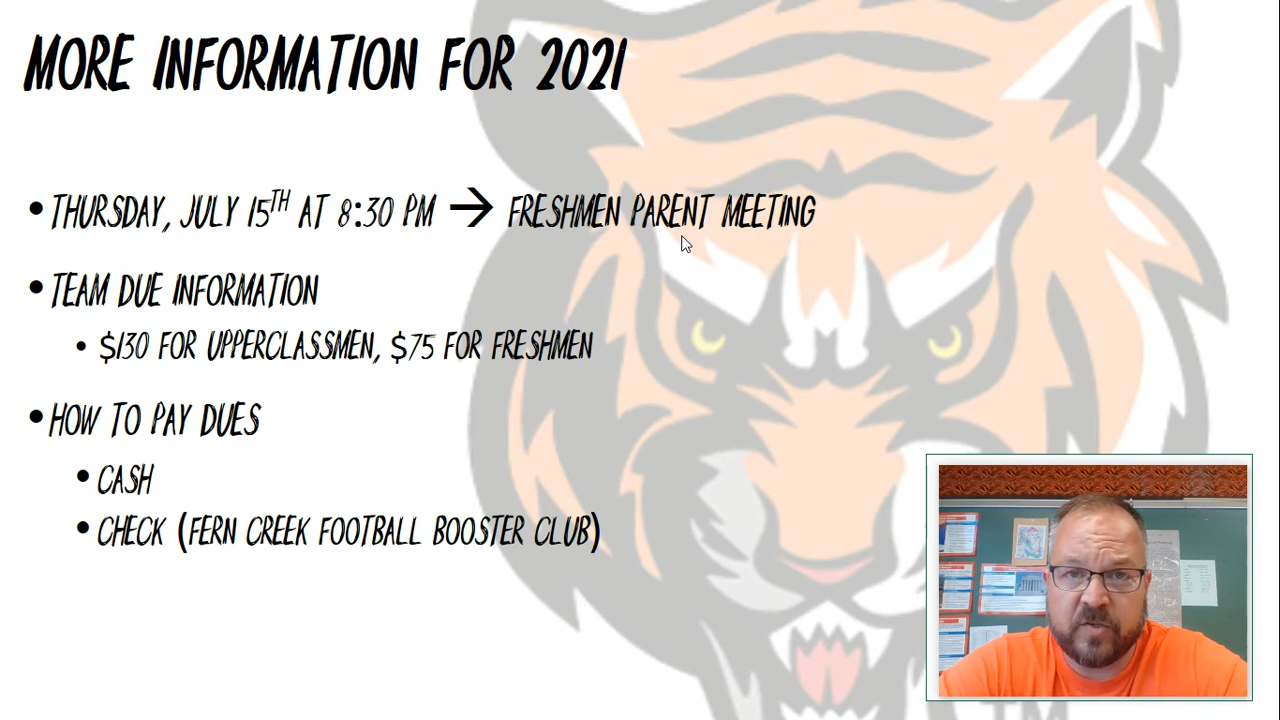 MORE INFORMATION FOR 2021
• THURSDAY, JULY 15TH AT 8:30 PM → FRESHMEN PARENT MEETING
• TEAM DUE INFORMATION
• $130 FOR UPPERCLASSMEN, $75 FOR FRESHMEN
• HOW TO PAY DUES
• CASH
• CHECK (FERN CREEK FOOTBALL BOOSTER CLUB)
TM